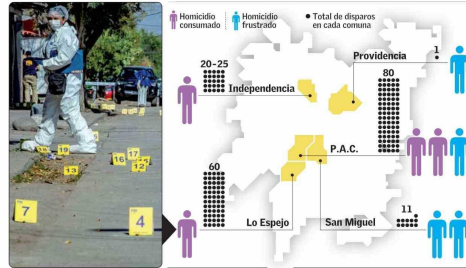 Homicidio
consumado
Homicidio
frustrado
Total de disparos
en cada comuna
20-25
Independencia
Providencia
1
80
P.A.C.
60
Lo Espejo
San Miguel
11
19
16
17
12
13
7
4